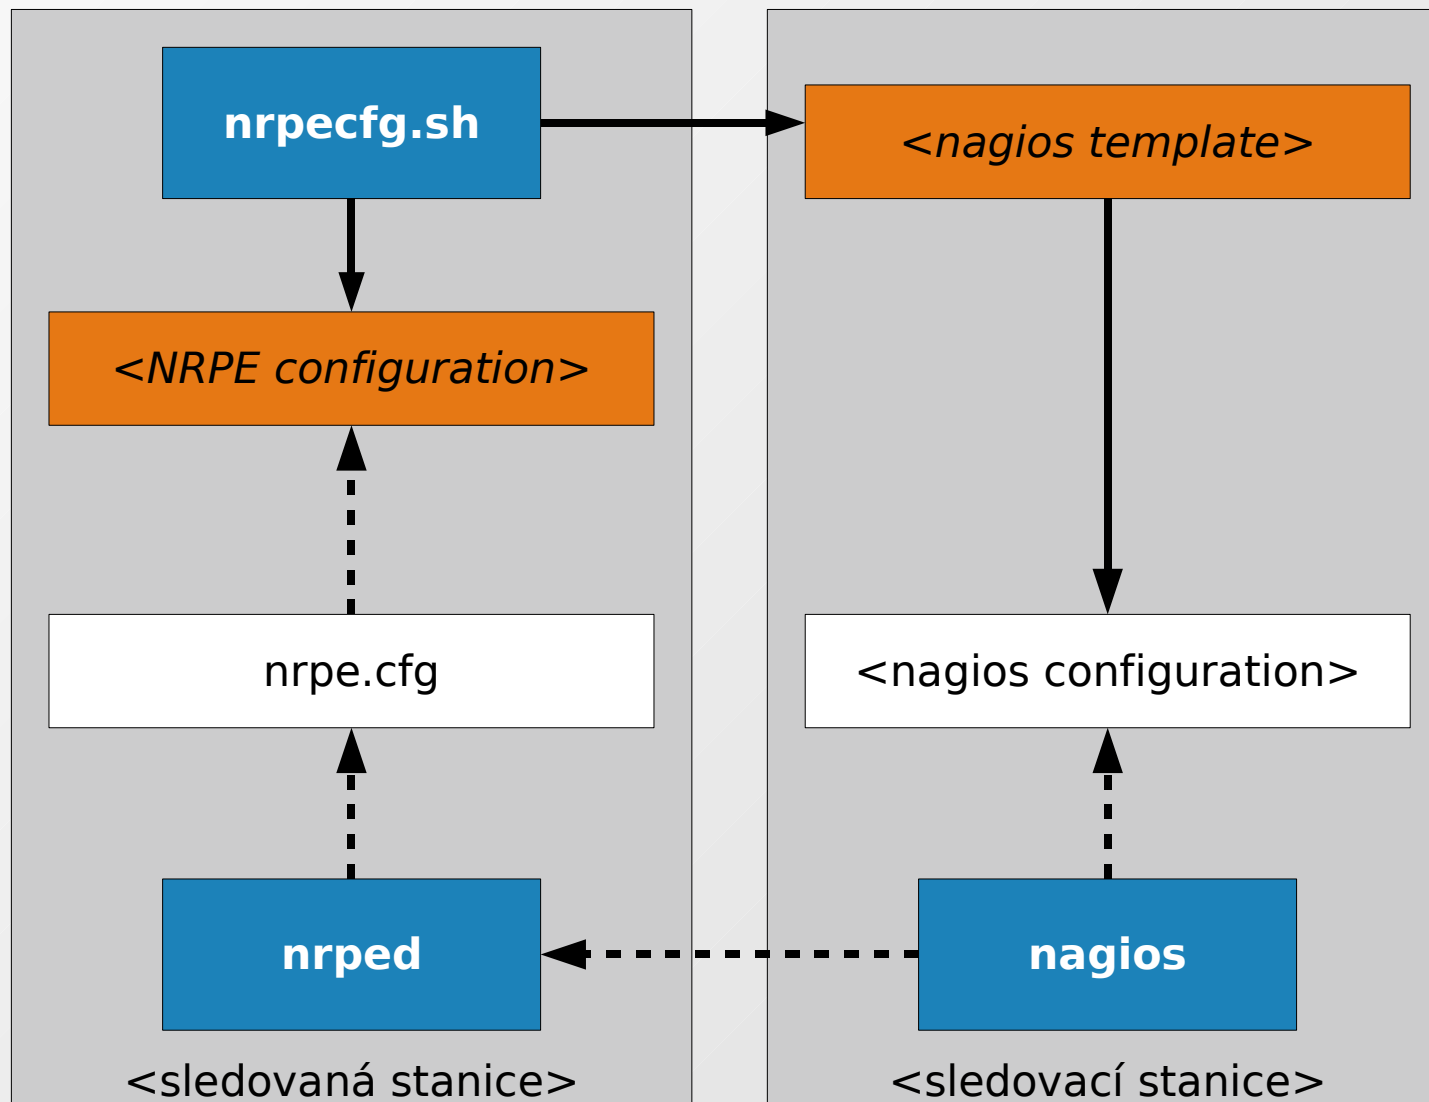 nrpecfg.sh
<nagios template>
<NRPE configuration>
nrpe.cfg
<nagios configuration>
nrped
nagios
<sledovaná stanice>
<sledovací stanice>